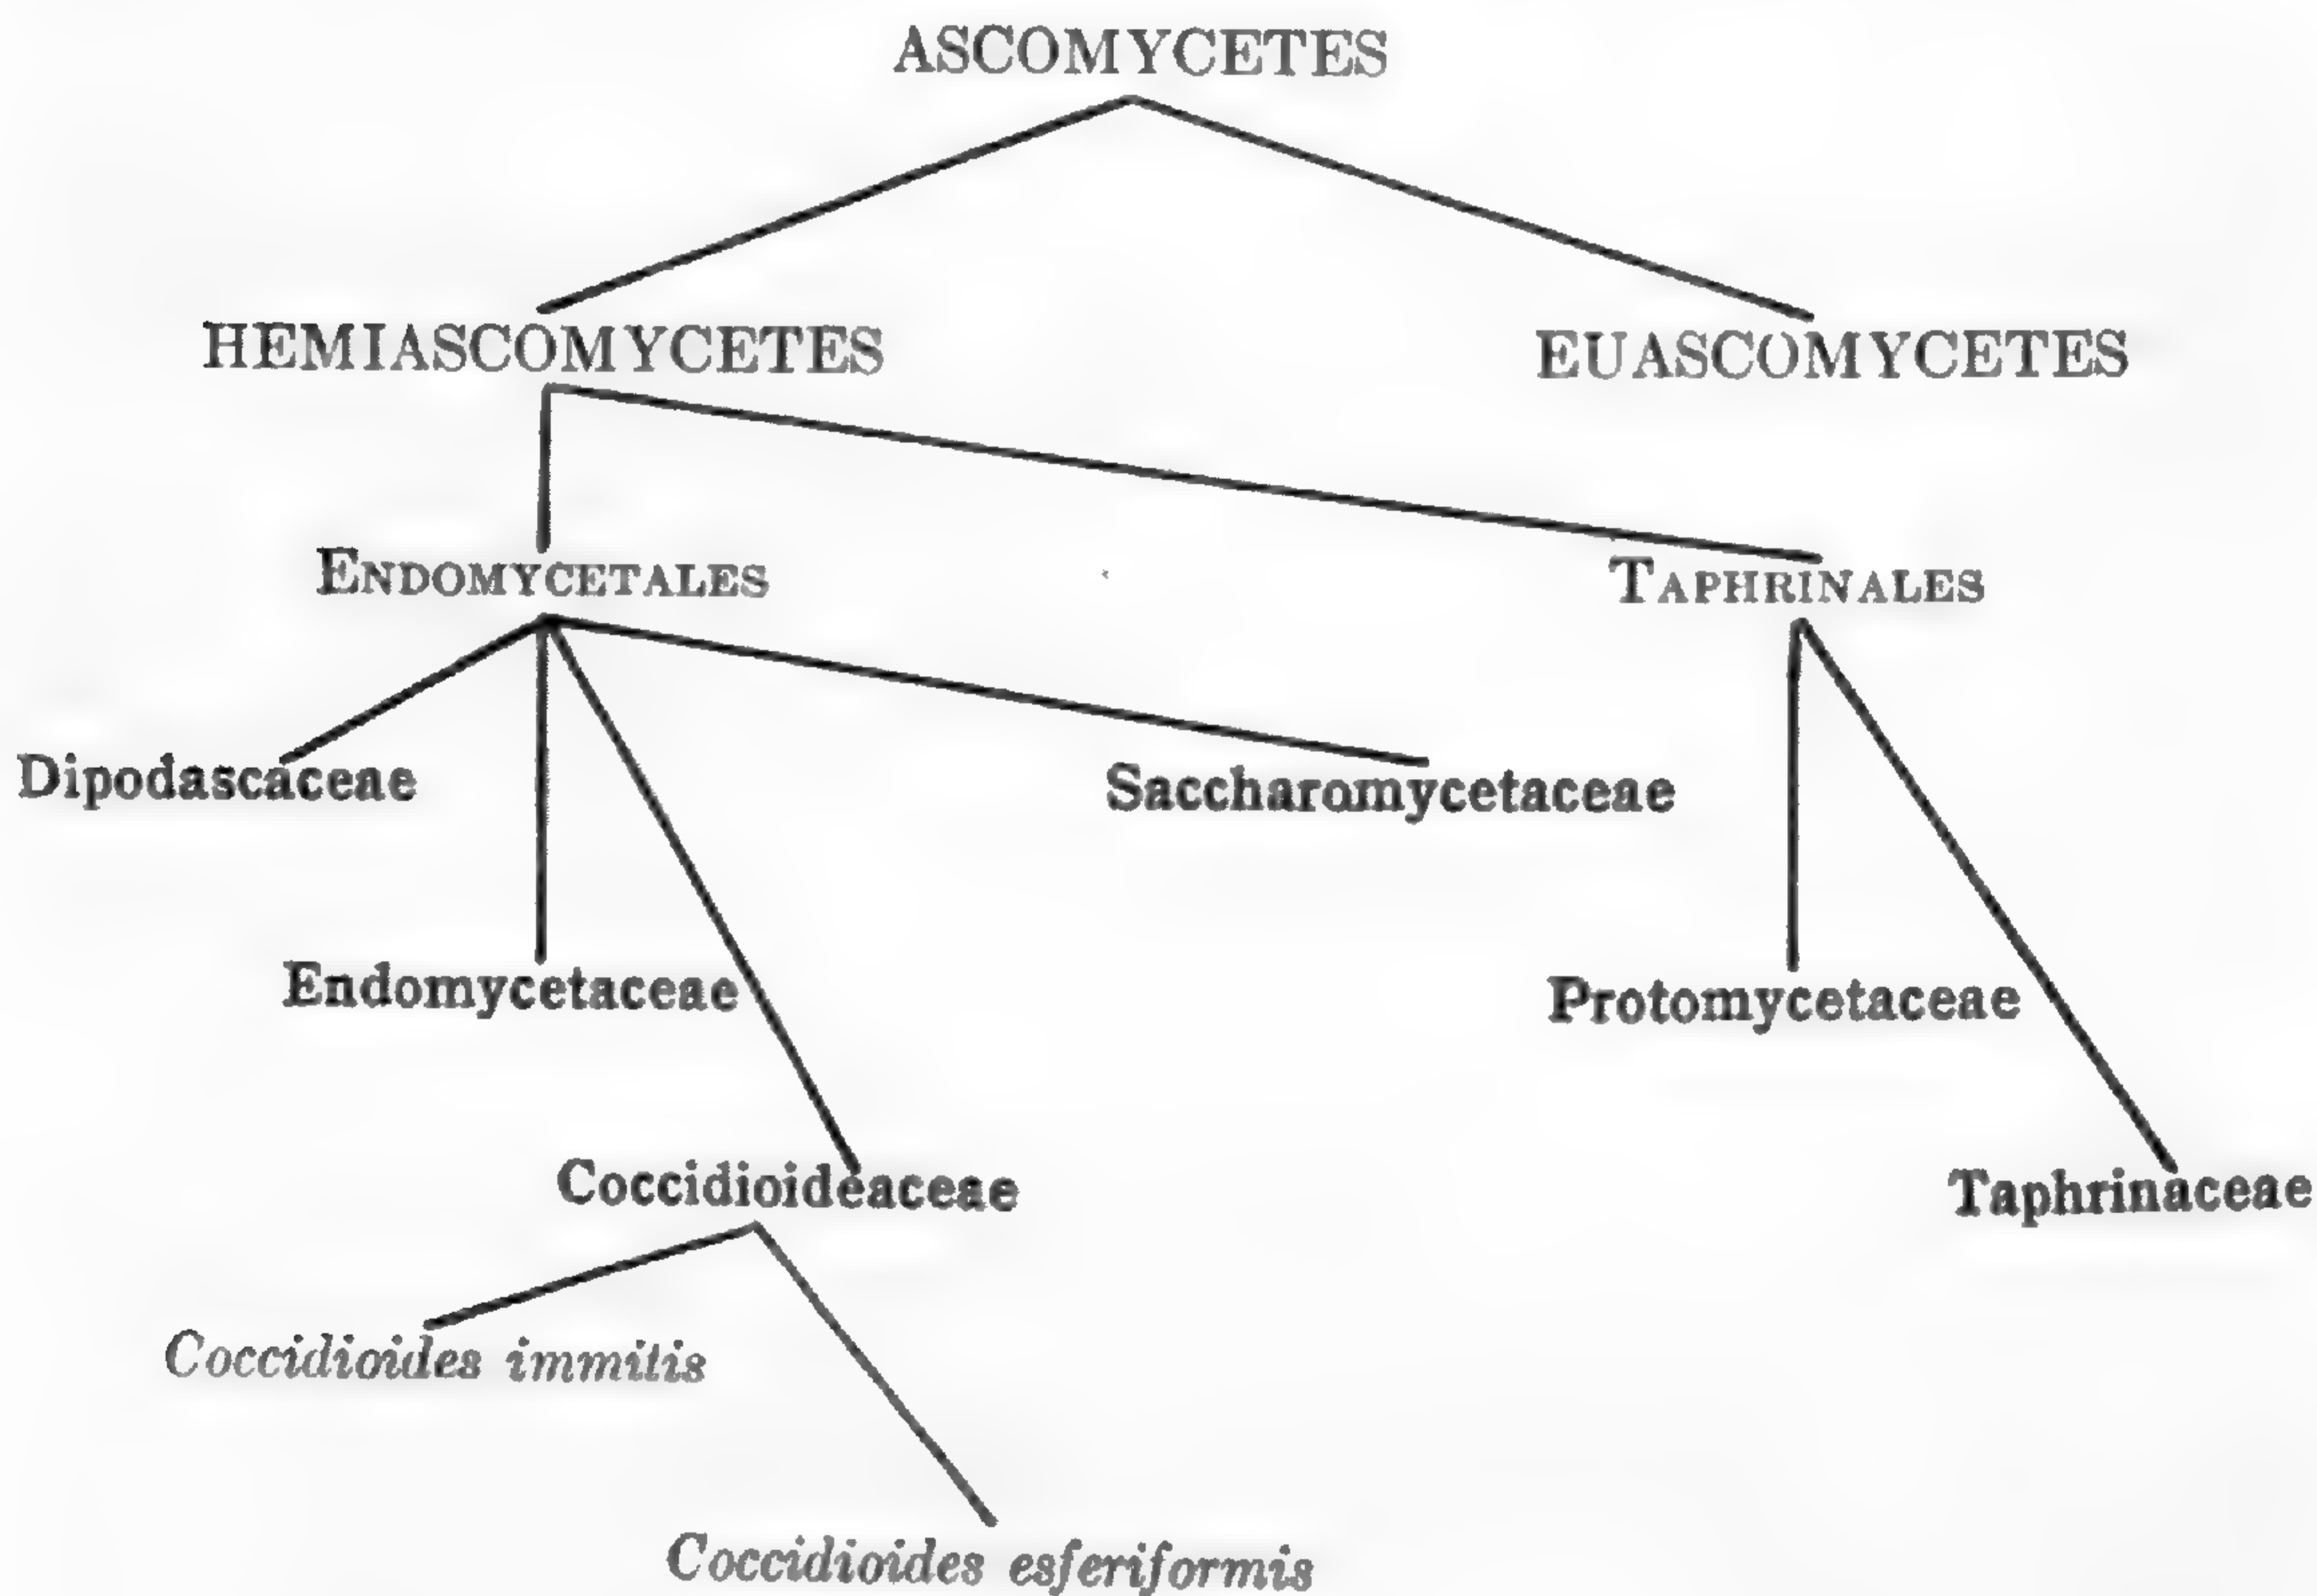 ASCOMYCETES
HEMIASCOMYCETES
EUASCOMYCETES
ENDOMYCETALES
TAPHRINALES
Dipodascaceae
Saccharomycetaceae
Endomycetaceae
Protomycetaceae
Coccidioideaceae
Taphrinaceae
Coccidioides immitis
Coccidioides esferiformis